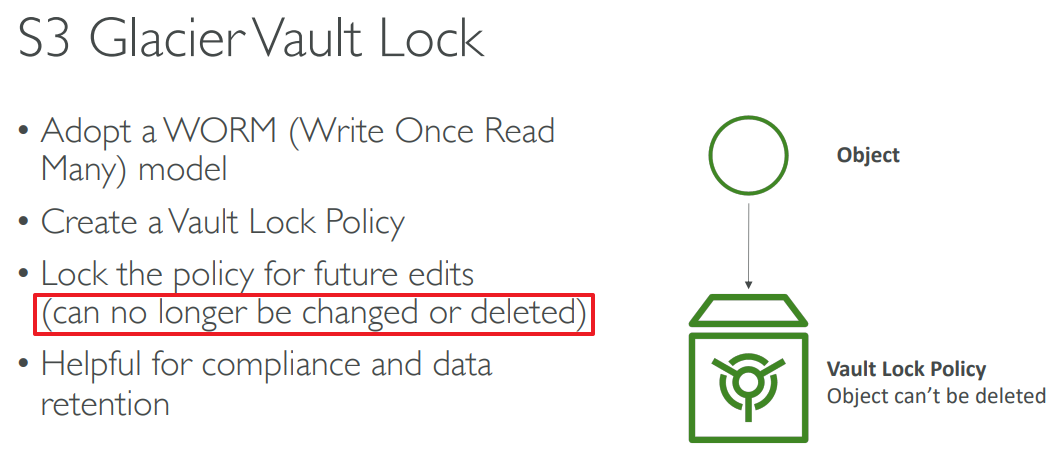 S3 Glacier Vault Lock
• Adopt a WORM (Write Once Read
Many) model
• Create a Vault Lock Policy
• Lock the policy for future edits
(can no longer be changed or deleted)
• Helpful for compliance and data
retention
Object
Vault Lock Policy
Object can't be deleted